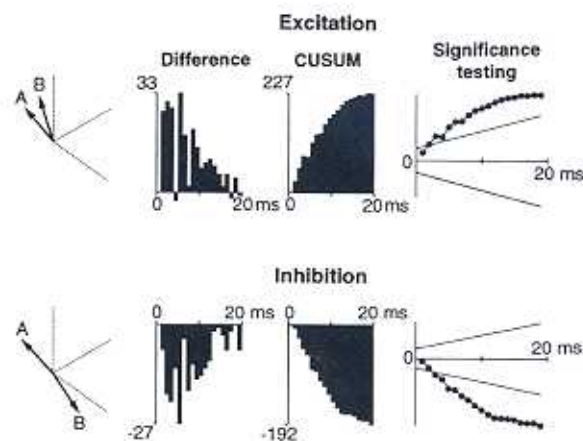 Excitation
Difference CUSUM Significance testing
B
A
33 227
0
0 20 ms 0 20 ms 20 ms
Inhibition
A
0 20 ms 0 20 ms
0 20 ms
B
-27 -192